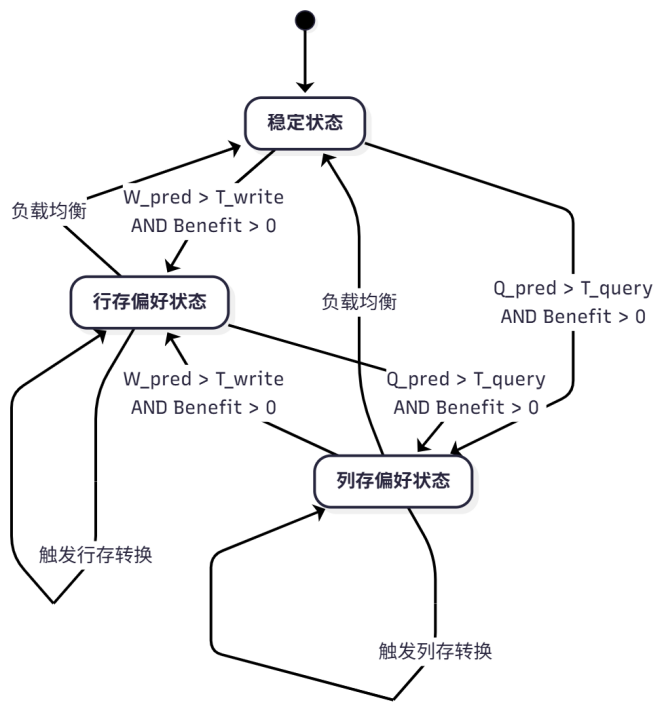 稳定状态
负载均衡
W_pred > T_write
AND Benefit > 0
Q_pred > T_query
AND Benefit > 0
行存偏好状态
负载均衡
W_pred > T_write
AND Benefit > 0
Q_pred > T_query
AND Benefit > 0
列存偏好状态
触发行存转换
触发列存转换